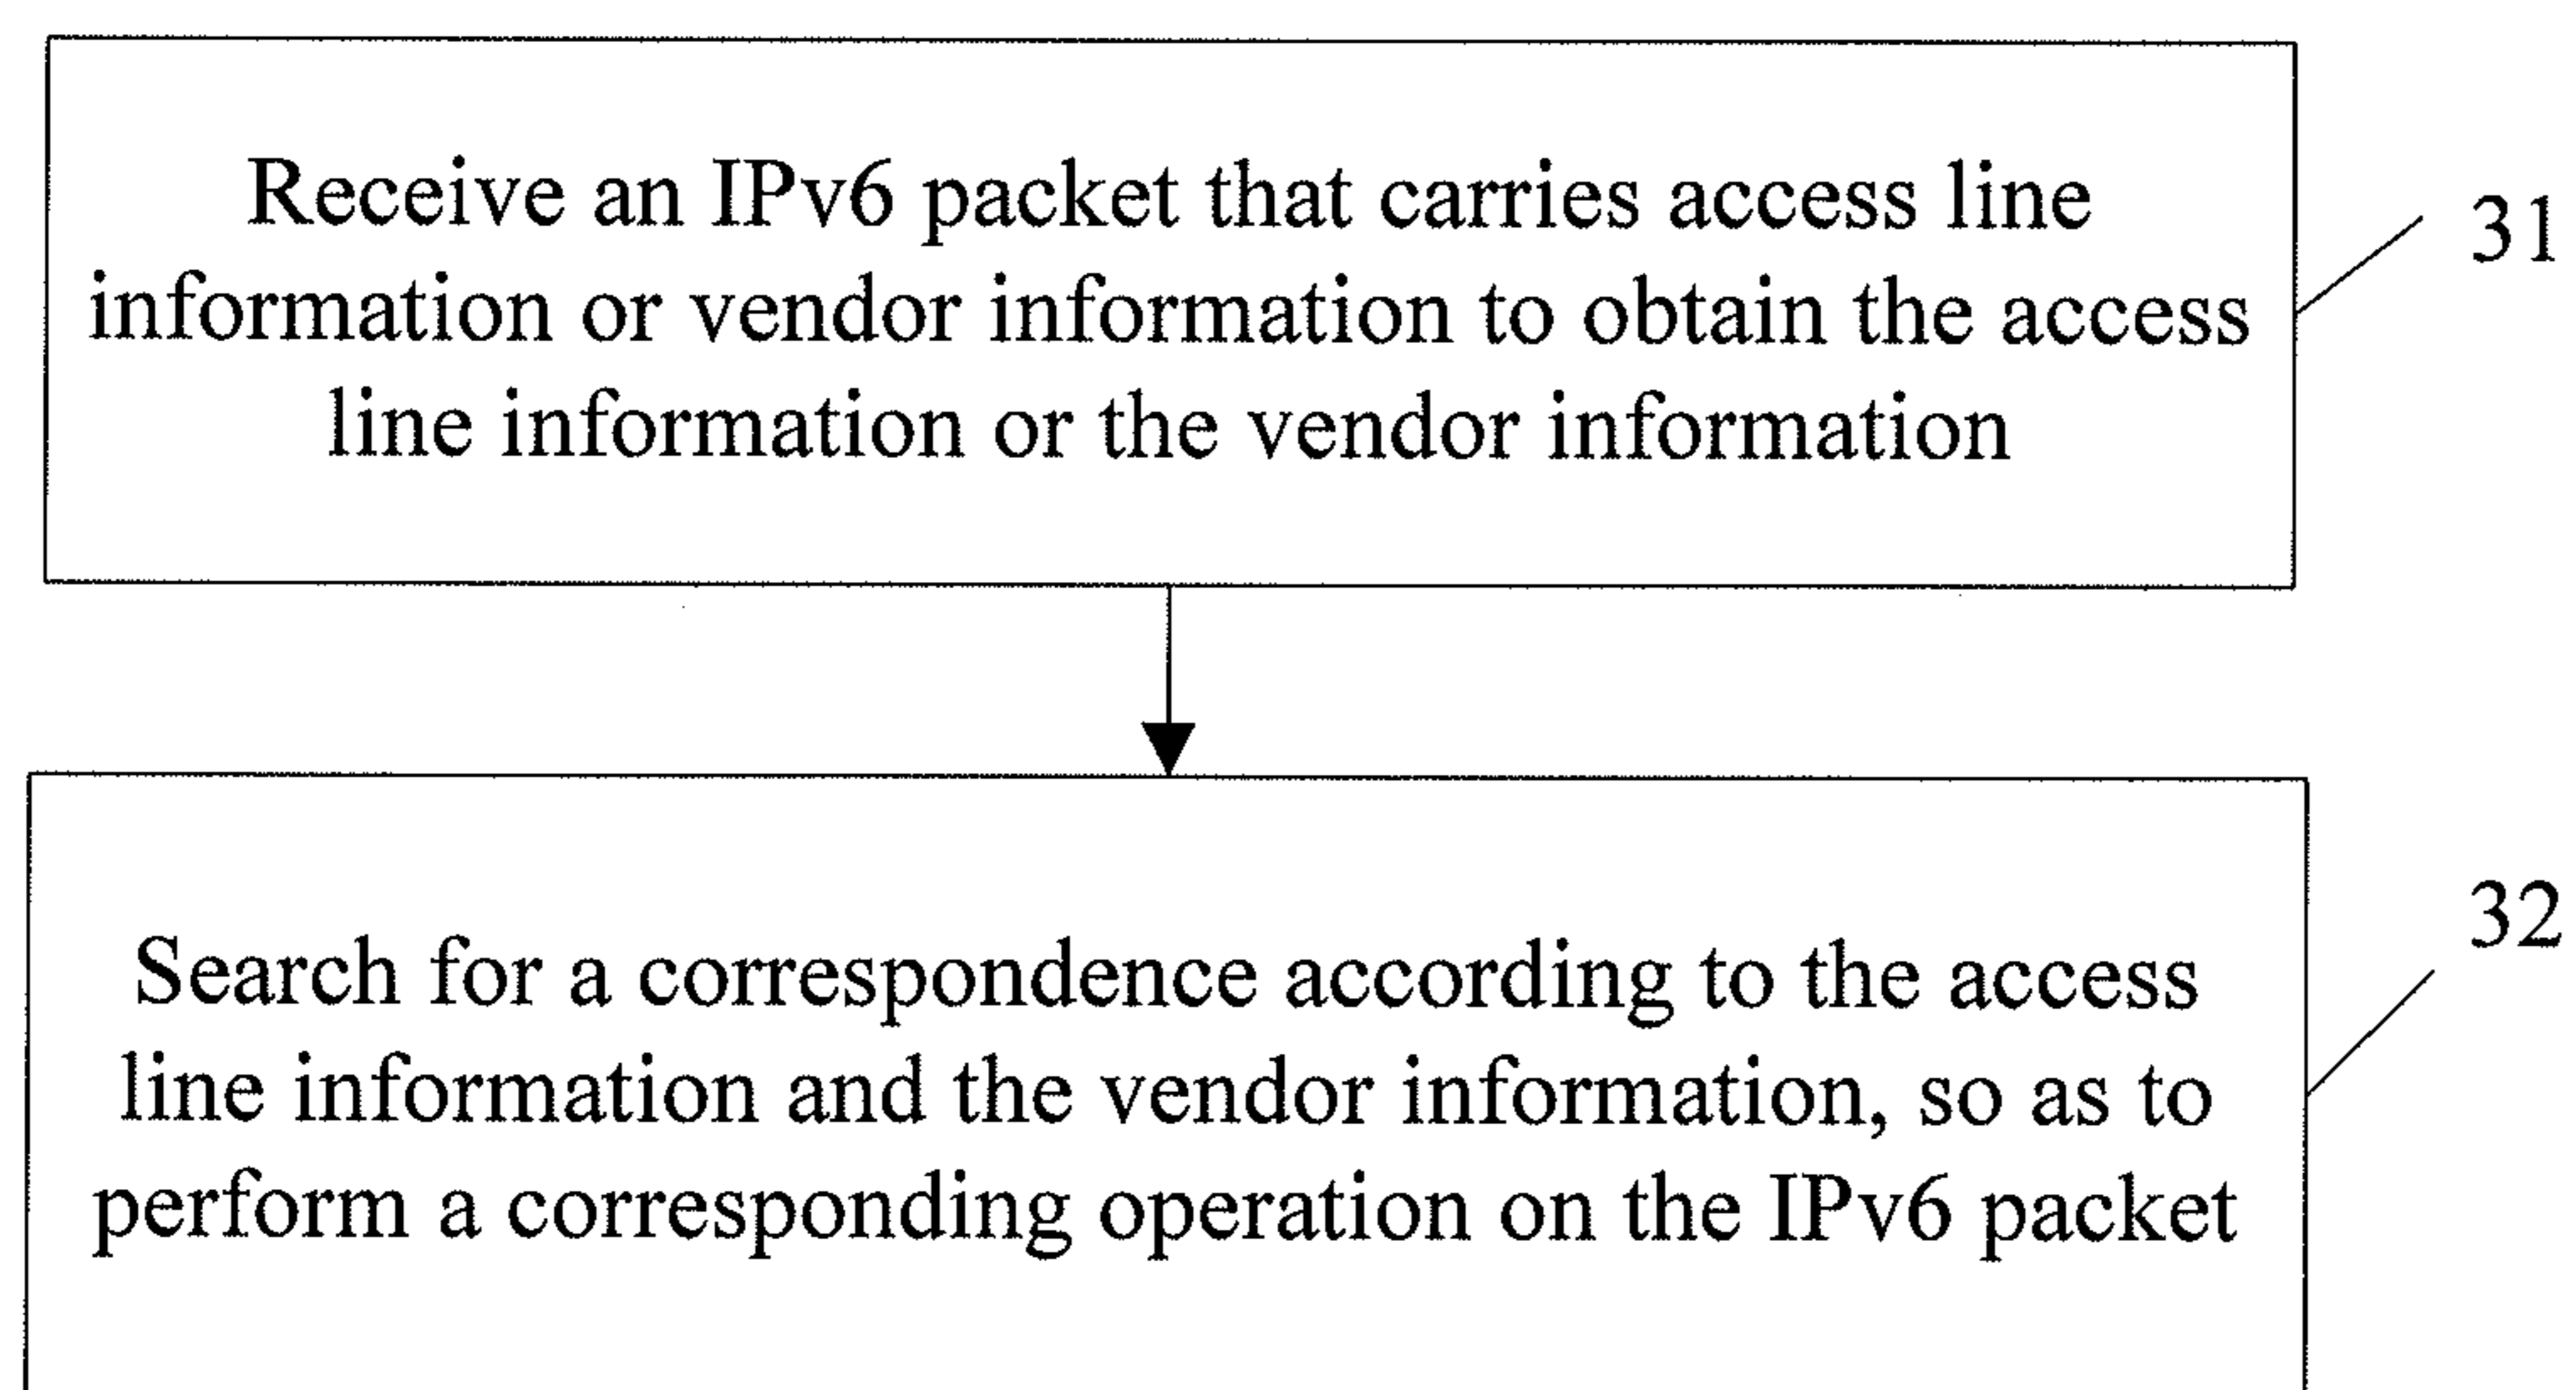 Receive an IPv6 packet that carries access line
information or vendor information to obtain the access
line information or the vendor information
31
Search for a correspondence according to the access
line information and the vendor information, so as to
perform a corresponding operation on the IPv6 packet
32